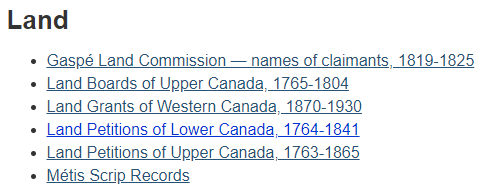 Land
Gaspé Land Commission — names of claimants, 1819-1825
Land Boards of Upper Canada, 1765-1804
Land Grants of Western Canada, 1870-1930
Land Petitions of Lower Canada, 1764-1841
Land Petitions of Upper Canada, 1763-1865
Métis Scrip Records